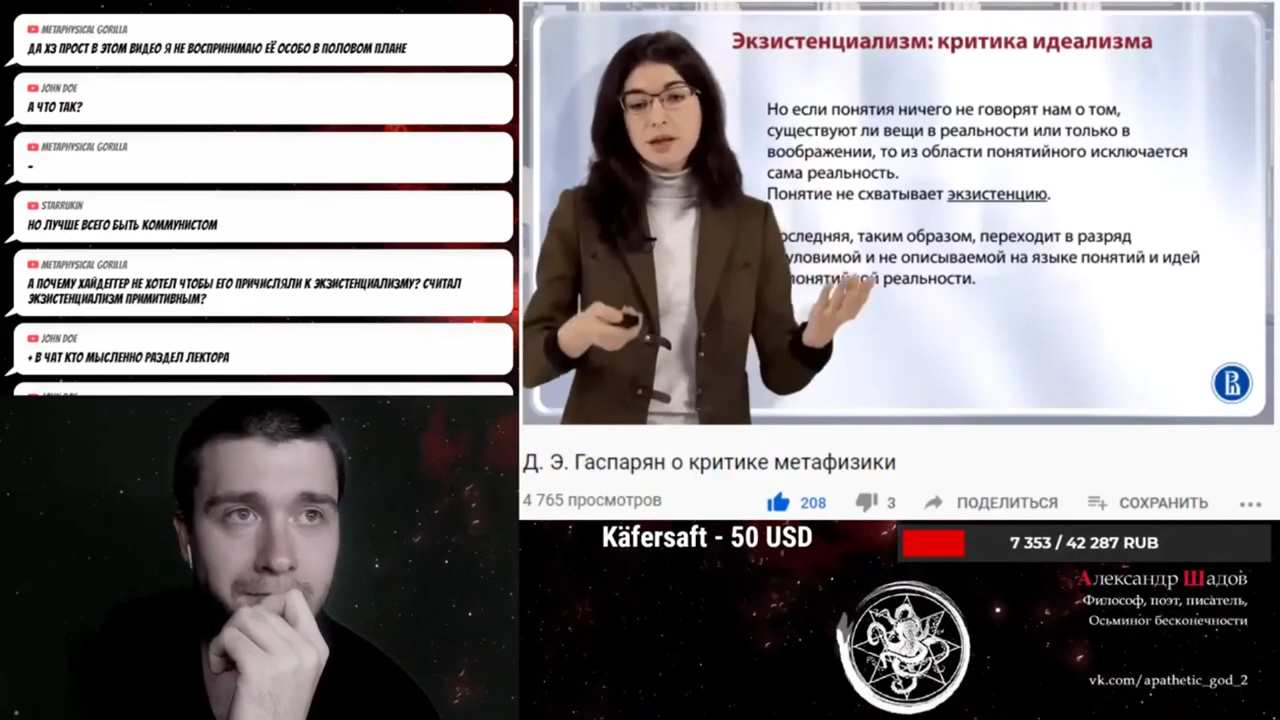 METAPHYSICAL GORILLA
ДА ХЗ ПРОСТ В ЭТОМ ВИДЕО Я НЕ ВОСПРИНИМАЮ ЕЁ ОСОБО В ПОЛОВОМ ПЛАНЕ
JOHN DOE
А ЧТО ТАК?
METAPHYSICAL GORILLA
-
STARRUKIN
НО ЛУЧШЕ ВСЕГО БЫТЬ КОММУНИСТОМ
METAPHYSICAL GORILLA
А ПОЧЕМУ ХАЙДЕГГЕР НЕ ХОТЕЛ ЧТОБЫ ЕГО ПРИЧИСЛЯЛИ К ЭКЗИСТЕНЦИАЛИЗМУ? СЧИТАЛ
ЭКЗИСТЕНЦИАЛИЗМ ПРИМИТИВНЫМ?
JOHN DOE
+ В ЧАТ КТО МЫСЛЕННО РАЗДЕЛ ЛЕКТОРА
Экзистенциализм: критика идеализма
Но если понятия ничего не говорят нам о том,
существуют ли вещи в реальности или только в
воображении, то из области понятийного исключается
сама реальность.
Понятие не схватывает экзистенцию.
оследняя, таким образом, переходит в разряд
уловимой и не описываемой на языке понятий и идей
реальности.
Д. Э. Гаспарян о критике метафизики
4 765 просмотров
208
3
ПОДЕЛИТЬСЯ
СОХРАНИТЬ
Käfersaft - 50 USD
7 353 / 42 287 RUB
Александр Шадов
Философ, поэт, писатель,
Осьминог бесконечности
vk.com/apathetic_god_2